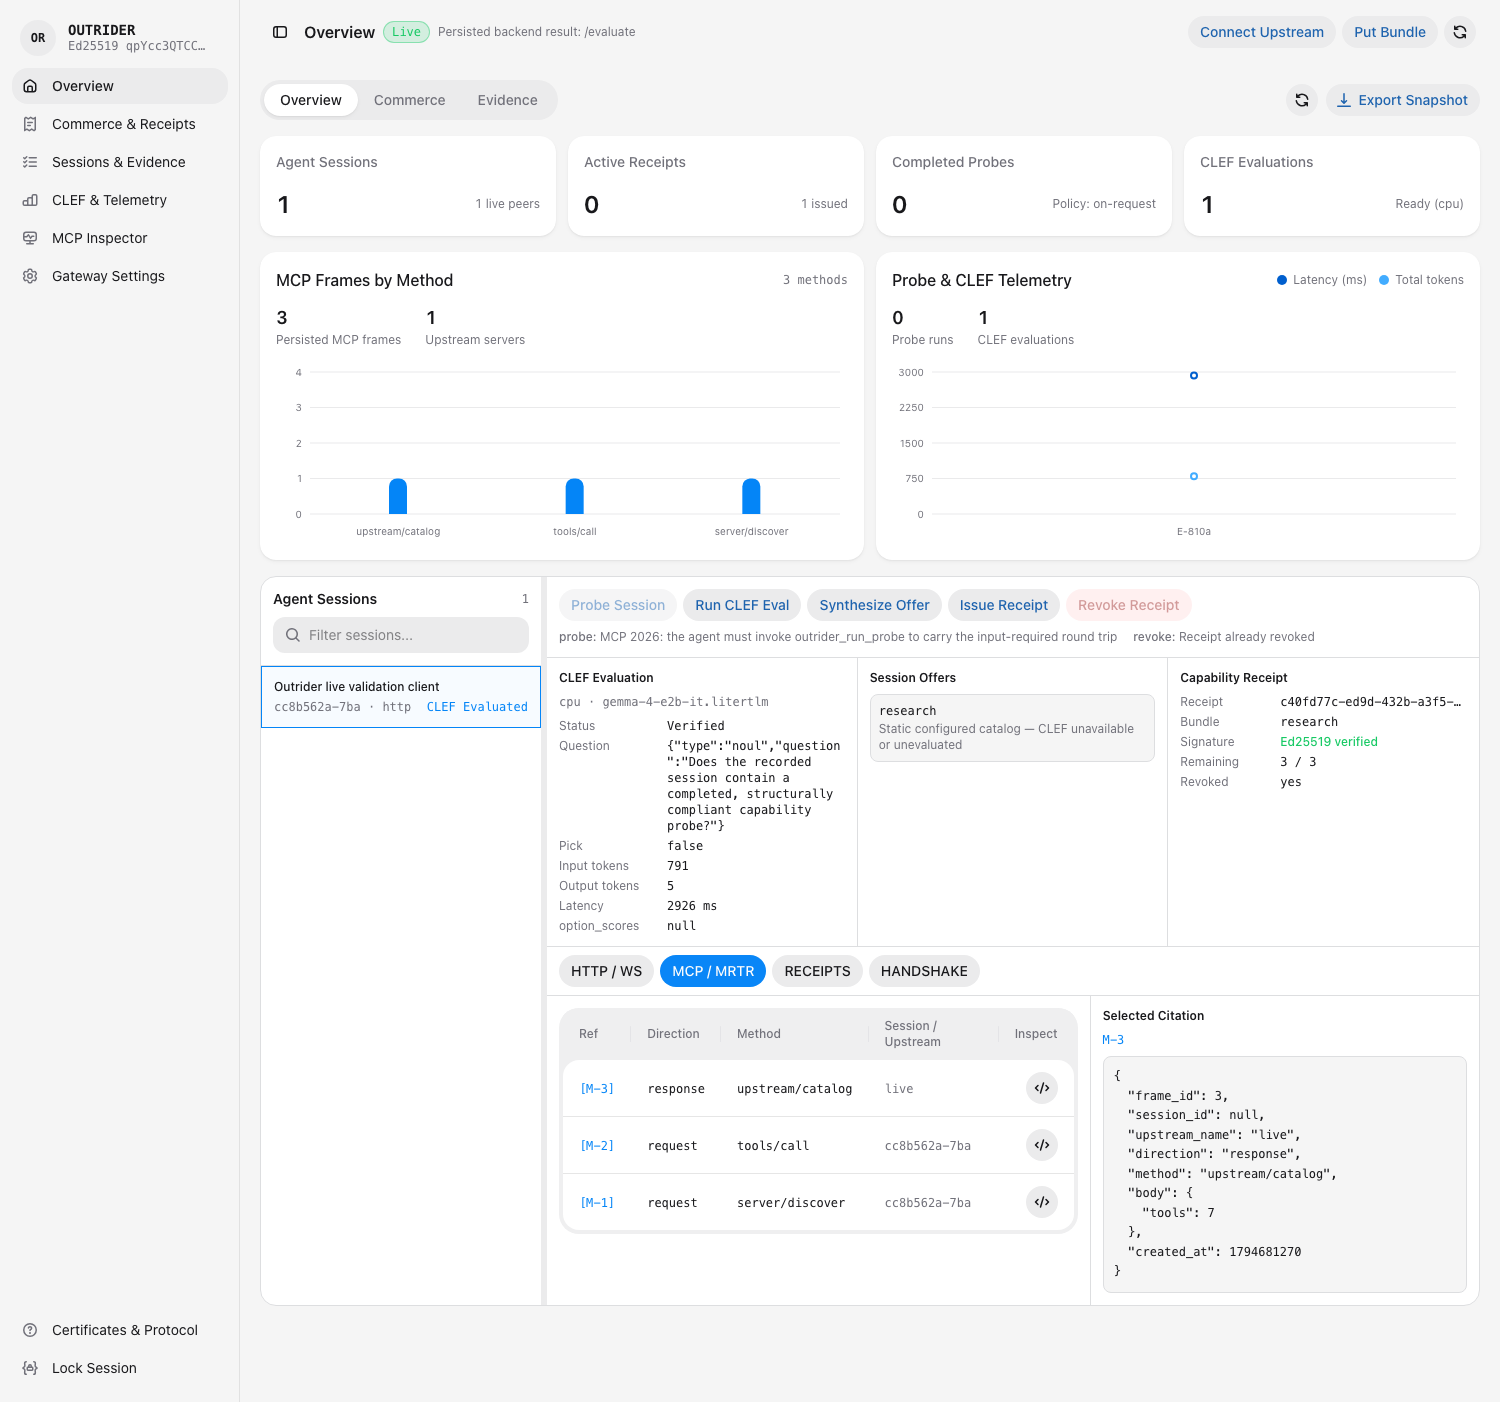 OR
OUTRIDER
Ed25519 qpYcc3QTCC…
Overview
Commerce & Receipts
Sessions & Evidence
CLEF & Telemetry
MCP Inspector
Gateway Settings
Certificates & Protocol
Lock Session
Overview Live Persisted backend result: /evaluate
Connect Upstream Put Bundle
Overview Commerce Evidence
Export Snapshot
Agent Sessions
1 1 live peers
Active Receipts
0 1 issued
Completed Probes
0 Policy: on-request
CLEF Evaluations
1 Ready (cpu)
MCP Frames by Method 3 methods
3 1
Persisted MCP frames Upstream servers
4
3
2
1
0
upstream/catalog tools/call server/discover
Probe & CLEF Telemetry Latency (ms) Total tokens
0 1
Probe runs CLEF evaluations
3000
2250
1500
750
0
E-810a
Agent Sessions 1
Filter sessions...
Outrider live validation client
cc8b562a-7ba · http CLEF Evaluated
Probe Session Run CLEF Eval Synthesize Offer Issue Receipt Revoke Receipt
probe: MCP 2026: the agent must invoke outrider_run_probe to carry the input-required round trip revoke: Receipt already revoked
CLEF Evaluation
cpu · gemma-4-e2b-it.litertlm
Status Verified
Question {"type":"noul","question
":"Does the recorded
session contain a
completed, structurally
compliant capability
probe?"}
Pick false
Input tokens 791
Output tokens 5
Latency 2926 ms
option_scores null
Session Offers
research
Static configured catalog — CLEF unavailable
or unevaluated
Capability Receipt
Receipt c40fd77c-ed9d-432b-a3f5-…
Bundle research
Signature Ed25519 verified
Remaining 3 / 3
Revoked yes
HTTP / WS MCP / MRTR RECEIPTS HANDSHAKE
Ref Direction Method Session /
Upstream Inspect
[M-3] response upstream/catalog live
[M-2] request tools/call cc8b562a-7ba
[M-1] request server/discover cc8b562a-7ba
Selected Citation
M-3
{
"frame_id": 3,
"session_id": null,
"upstream_name": "live",
"direction": "response",
"method": "upstream/catalog",
"body": {
"tools": 7
},
"created_at": 1794681270
}